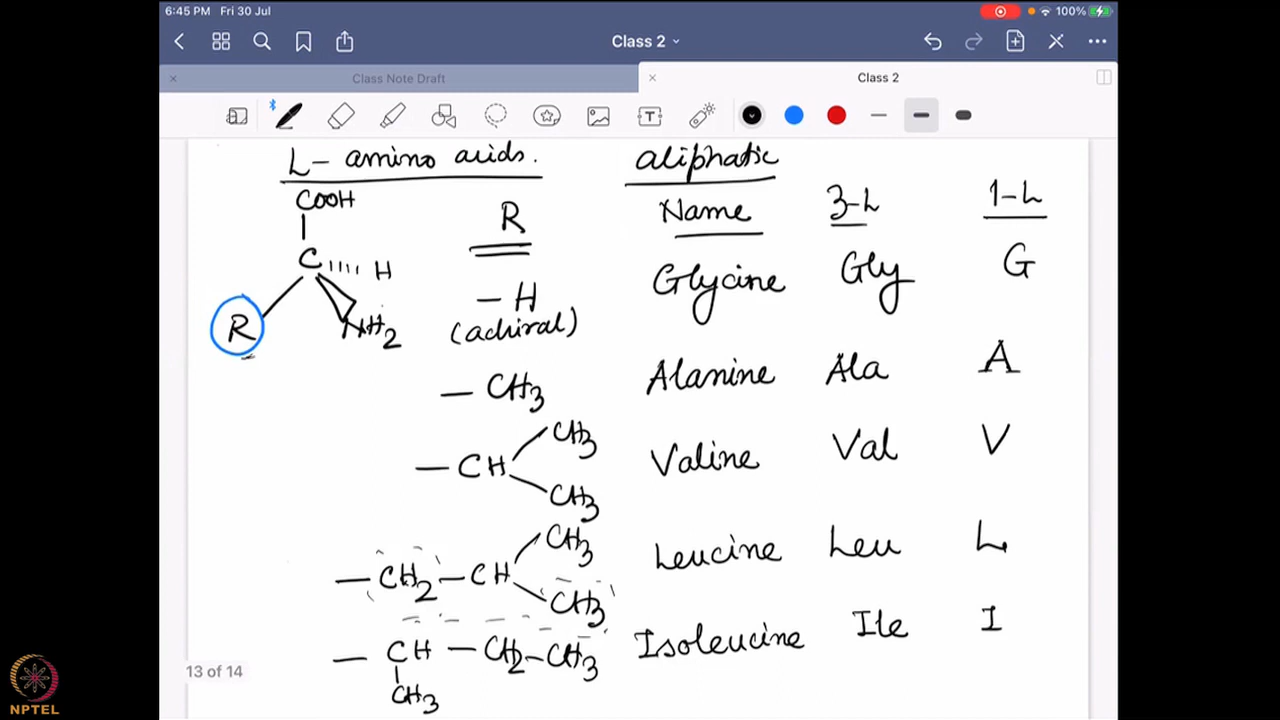 6:45 PM Fri 30 Jul
100%
Class 2
Class Note Draft
Class 2
T
L- amino acids.
aliphatic
COOH
R
Name
3-L
1-L
C
H
R
NH2
- H
(achiral)
Glycine
Gly
G
- CH3
Alanine
Ala
A
- CH
CH3
CH3
Valine
Val
V
- CH2 - CH
CH3
CH3
Leucine
Leu
L
- CH - CH2 - CH3
CH3
Isoleucine
Ile
I
13 of 14
NPTEL